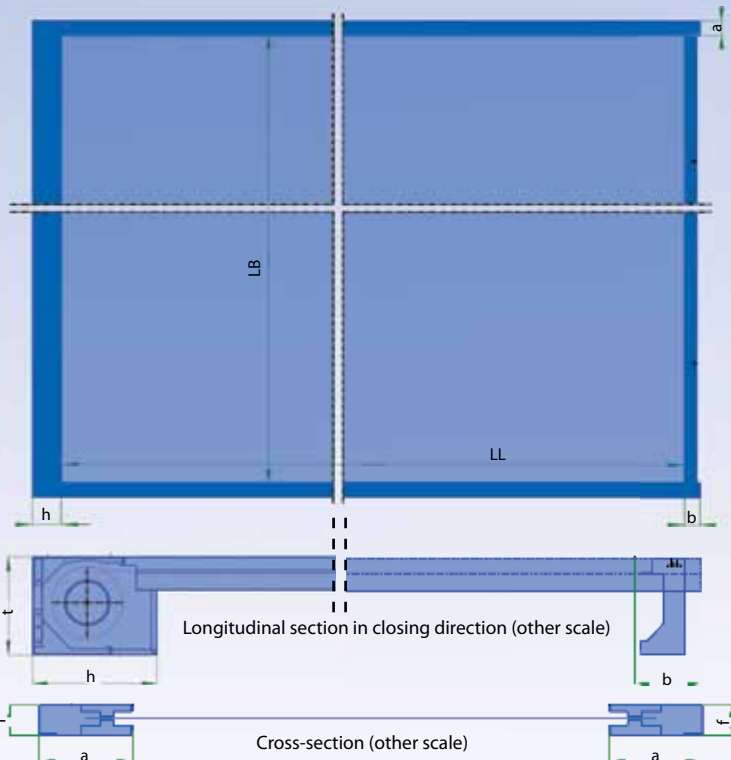 a
LB
LL
h
b
t
Longitudinal section in closing direction (other scale)
h
b
f
Cross-section (other scale)
a
a